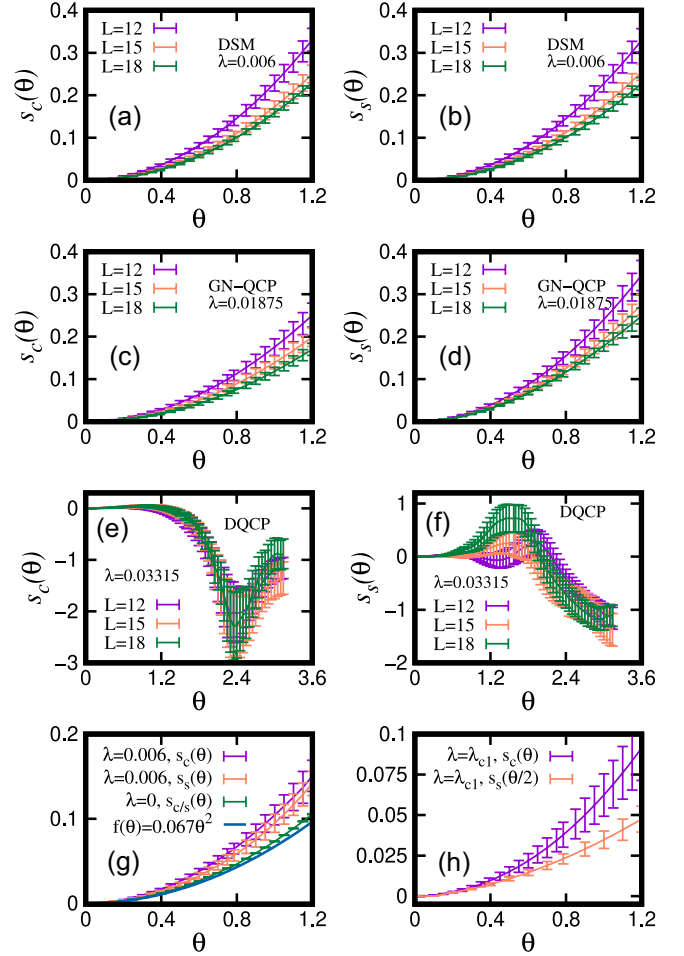 0.4
0.3
0.2
0.1
0
s_c(θ)
L=12
L=15
L=18
DSM
λ=0.006
(a)
0 0.4 0.8 1.2
θ
0.4
0.3
0.2
0.1
0
s_s(θ)
L=12
L=15
L=18
DSM
λ=0.006
(b)
0 0.4 0.8 1.2
θ
0.4
0.3
0.2
0.1
0
s_c(θ)
L=12
L=15
L=18
GN-QCP
λ=0.01875
(c)
0 0.4 0.8 1.2
θ
0.4
0.3
0.2
0.1
0
s_s(θ)
L=12
L=15
L=18
GN-QCP
λ=0.01875
(d)
0 0.4 0.8 1.2
θ
0
-1
-2
-3
s_c(θ)
(e)
DQCP
λ=0.03315
L=12
L=15
L=18
0 1.2 2.4 3.6
θ
1
0
-1
-2
s_s(θ)
(f)
DQCP
λ=0.03315
L=12
L=15
L=18
0 1.2 2.4 3.6
θ
0.2
0.1
0
λ=0.006, s_c(θ)
λ=0.006, s_s(θ)
λ=0, s_c/s(θ)
f(θ)=0.067θ²
(g)
0 0.4 0.8 1.2
θ
0.1
0.075
0.05
0.025
0
λ=λ_c1, s_c(θ)
λ=λ_c1, s_s(θ/2)
(h)
0 0.4 0.8 1.2
θ